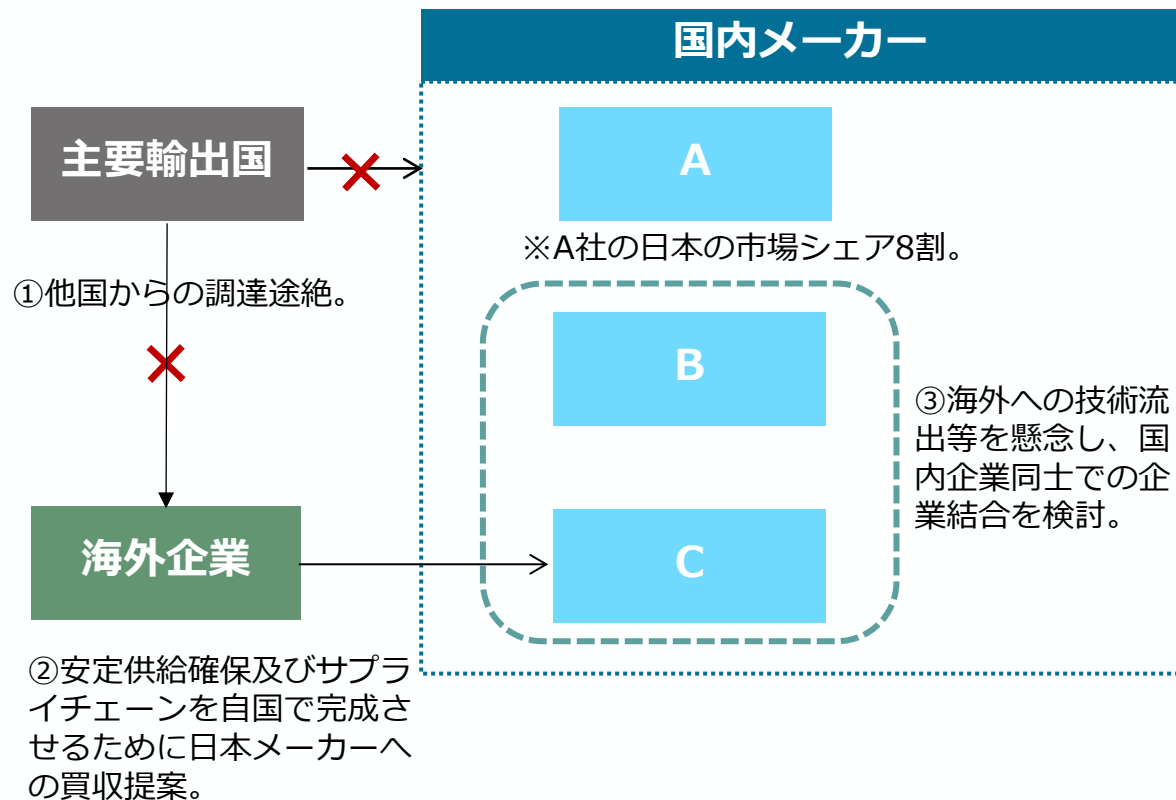 国内メーカー
主要輸出国
A
※A社の日本の市場シェア8割。
①他国からの調達途絶。
B
③海外への技術流
出等を懸念し、国
内企業同士での企
業結合を検討。
海外企業
C
②安定供給確保及びサプラ
イチェーンを自国で完成さ
せるために日本メーカーへ
の買収提案。